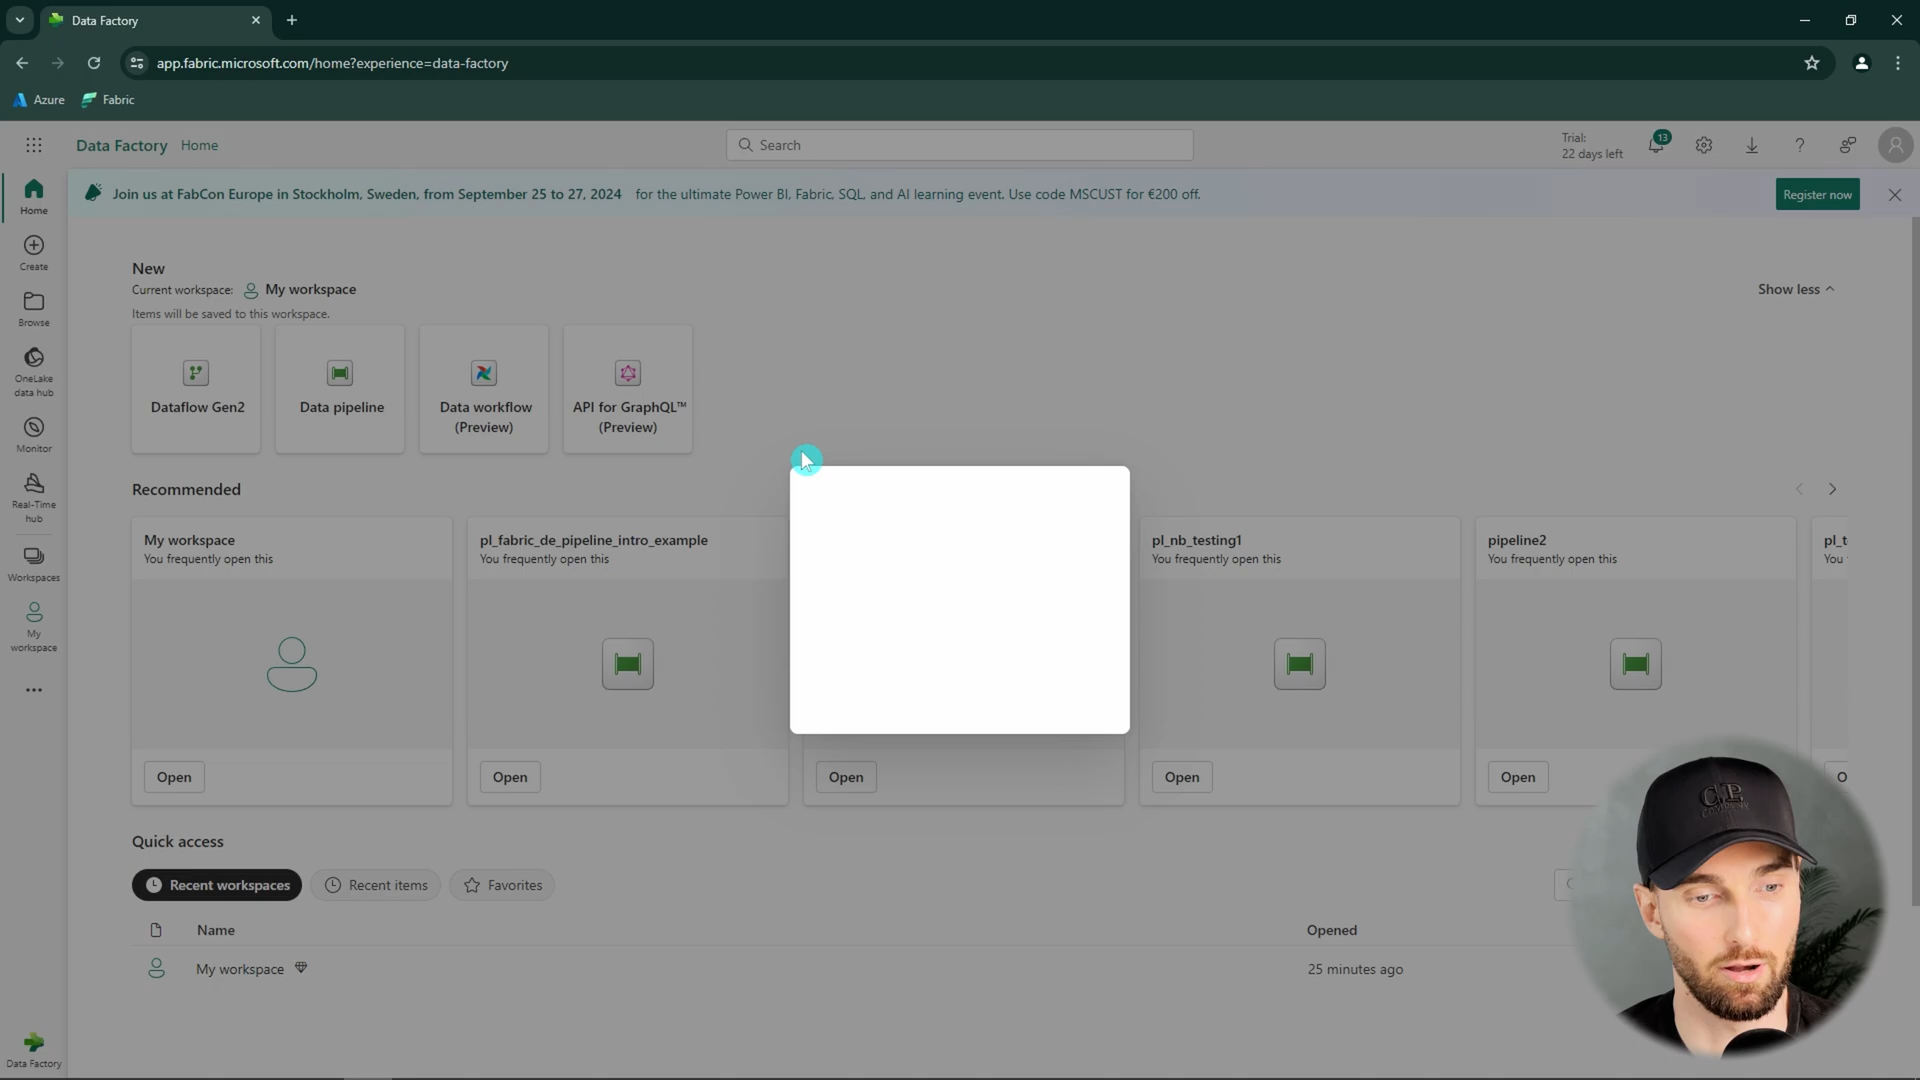 Data Factory
app.fabric.microsoft.com/home?experience=data-factory
Azure
Fabric
Data Factory
Home
Search
Trial:
22 days left
13
Join us at FabCon Europe in Stockholm, Sweden, from September 25 to 27, 2024 for the ultimate Power BI, Fabric, SQL, and AI learning event. Use code MSCUST for €200 off.
Register now
Home
Create
Browse
OneLake
data hub
Monitor
Real-Time
hub
Workspaces
My
workspace
Data Factory
New
Current workspace: My workspace
Show less
Items will be saved to this workspace.
Dataflow Gen2
Data pipeline
Data workflow
(Preview)
API for GraphQL™
(Preview)
Recommended
My workspace
You frequently open this
Open
pl_fabric_de_pipeline_intro_example
You frequently open this
Open
Open
pl_nb_testing1
You frequently open this
Open
pipeline2
You frequently open this
Open
pl_t
You
O
Quick access
Recent workspaces
Recent items
Favorites
Name
Opened
My workspace
25 minutes ago
C.P.
COMPANY